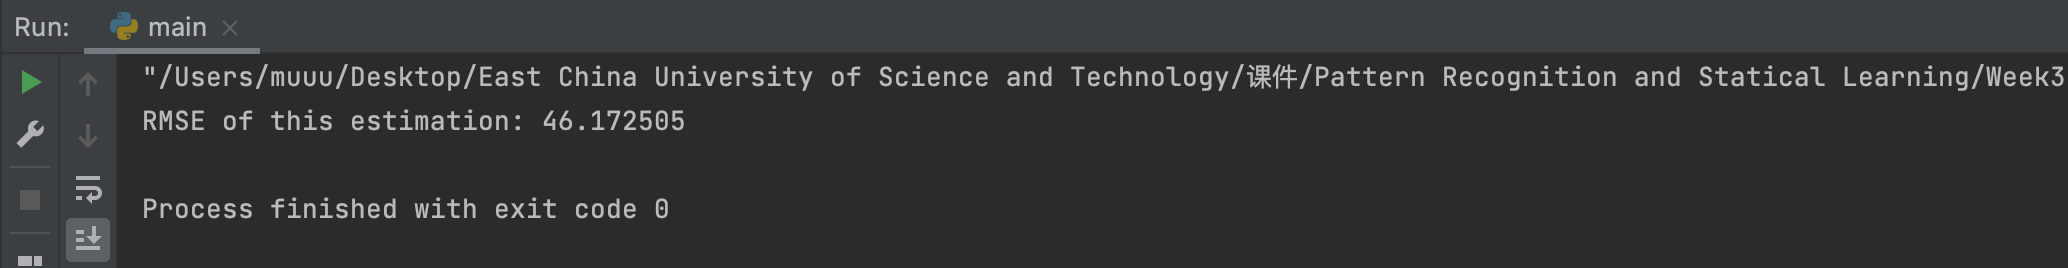 Run: main
"/Users/muuu/Desktop/East China University of Science and Technology/课件/Pattern Recognition and Statical Learning/Week3
RMSE of this estimation: 46.172505
Process finished with exit code 0